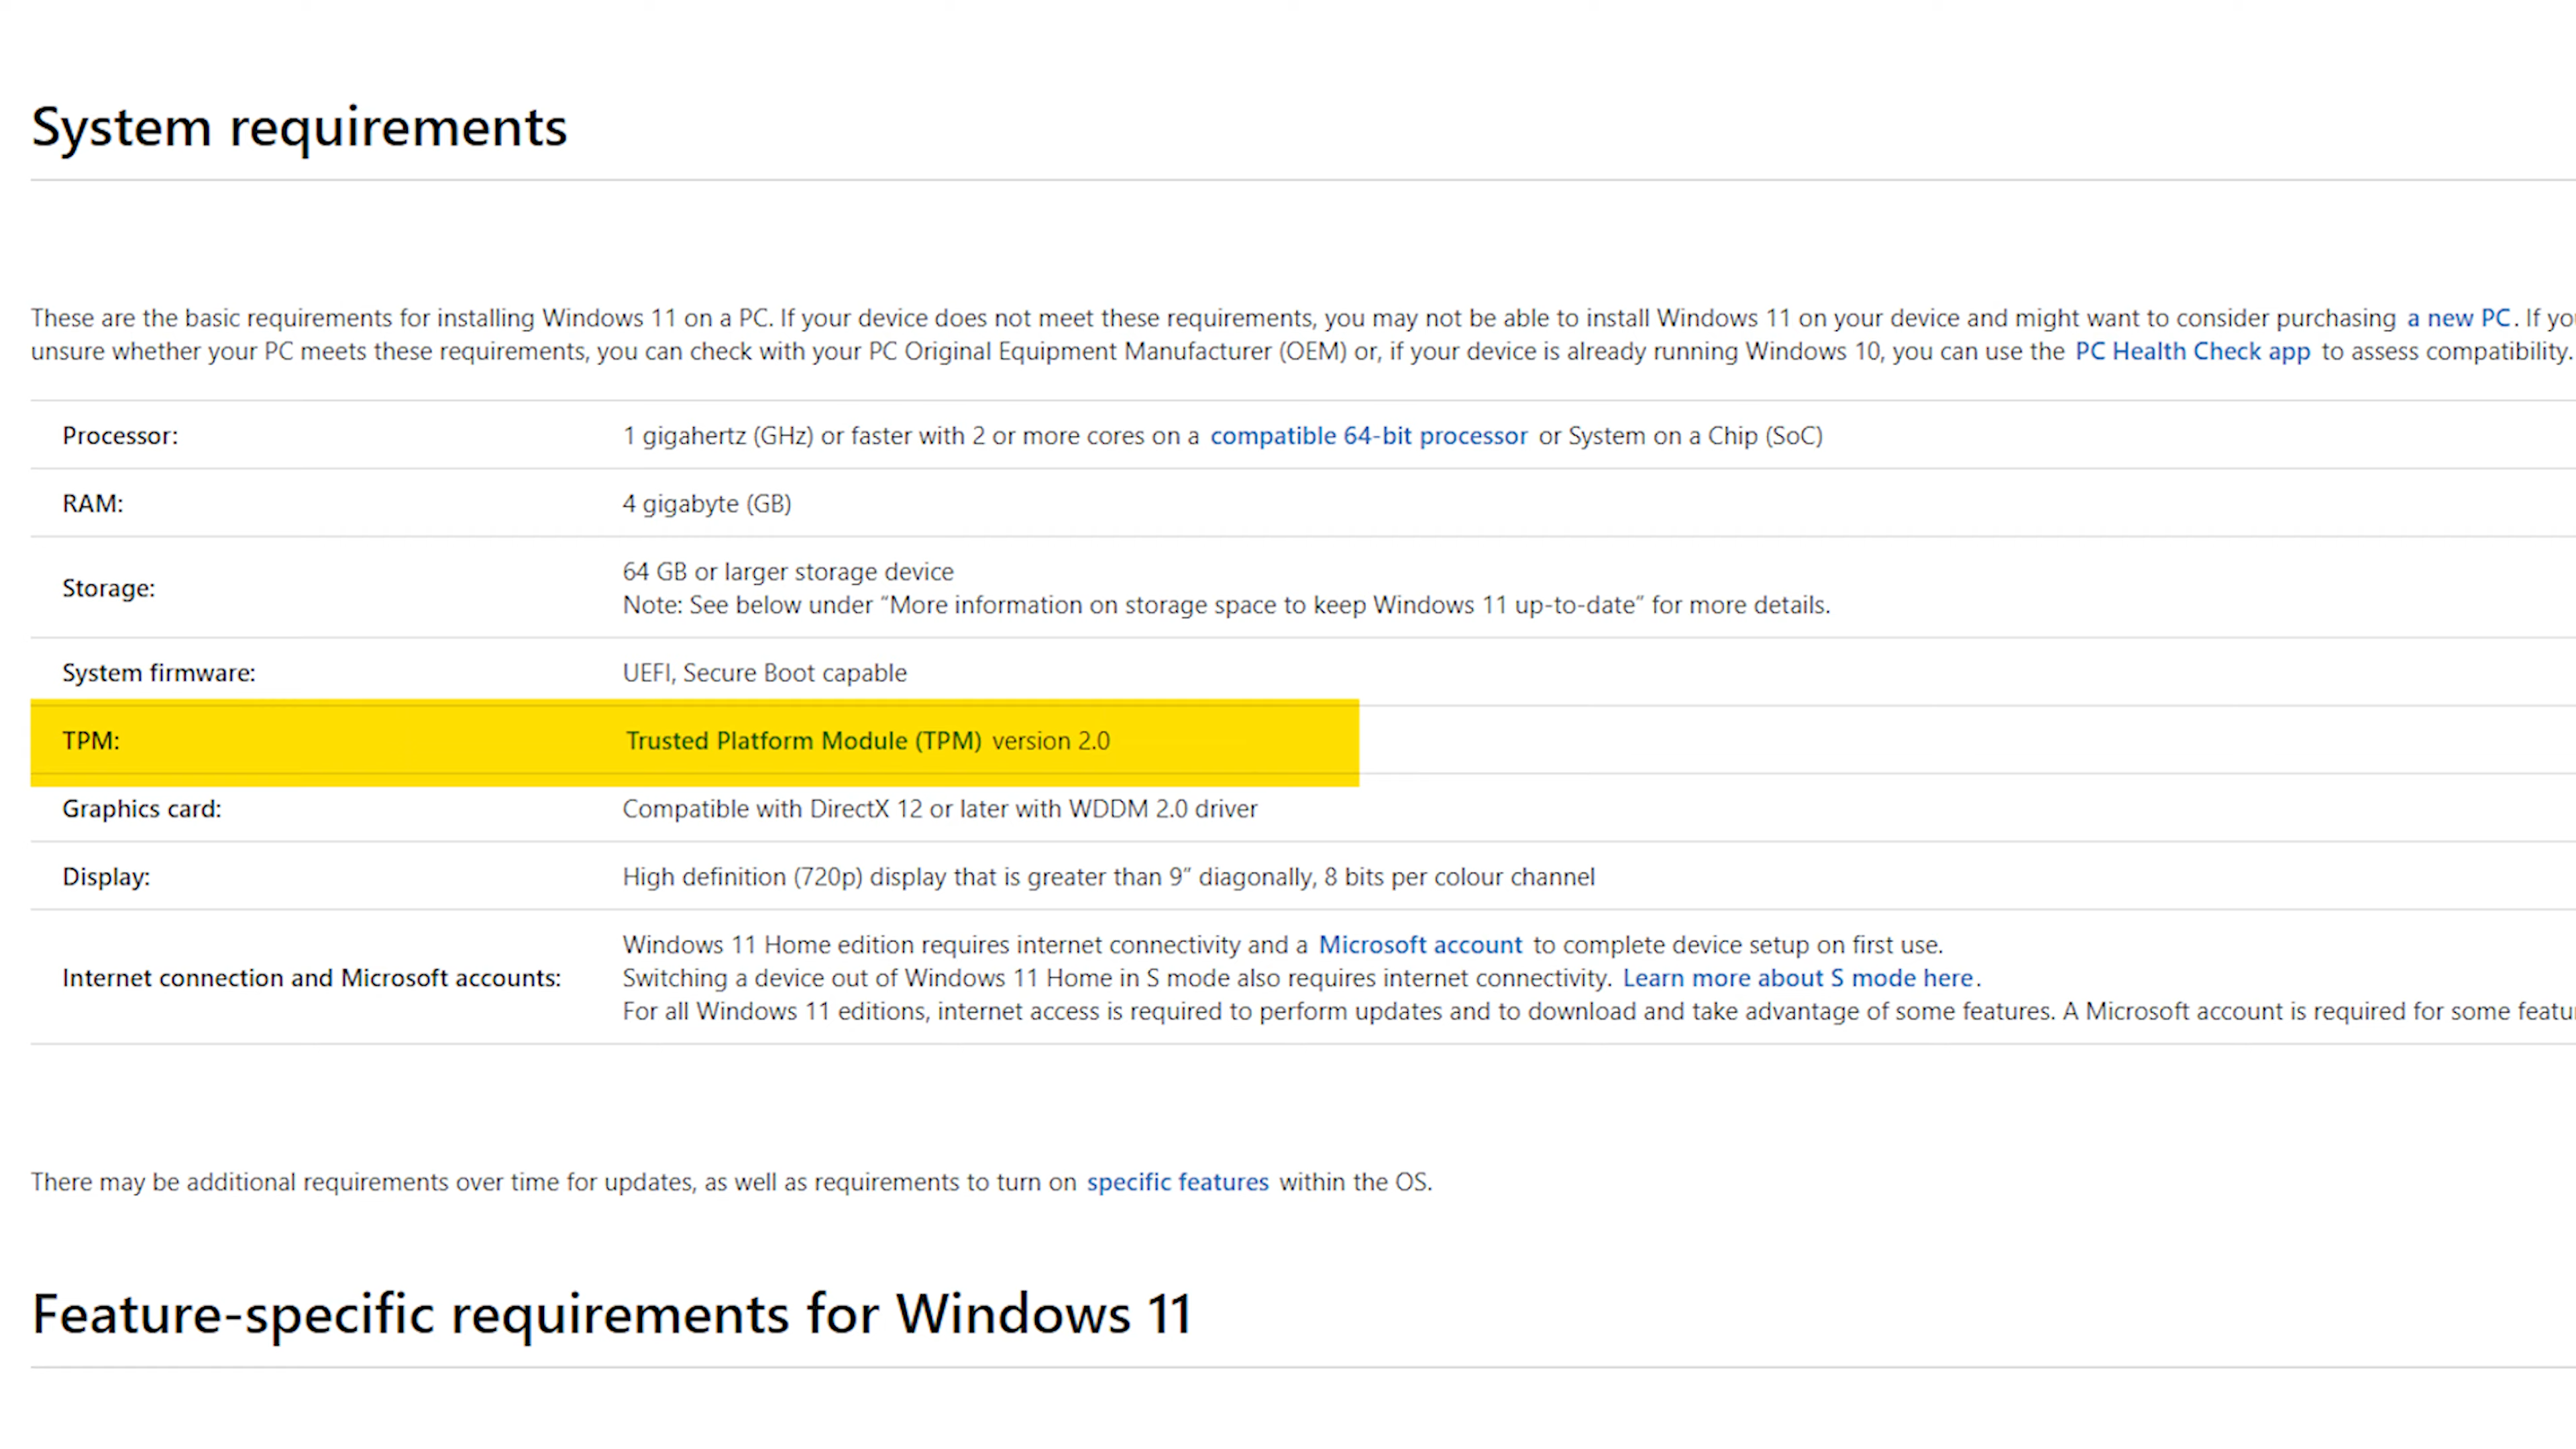 System requirements
These are the basic requirements for installing Windows 11 on a PC. If your device does not meet these requirements, you may not be able to install Windows 11 on your device and might want to consider purchasing a new PC. If
unsure whether your PC meets these requirements, you can check with your PC Original Equipment Manufacturer (OEM) or, if your device is already running Windows 10, you can use the PC Health Check app to assess compatibility.
Processor: 1 gigahertz (GHz) or faster with 2 or more cores on a compatible 64-bit processor or System on a Chip (SoC)
RAM: 4 gigabyte (GB)
Storage: 64 GB or larger storage device
Note: See below under “More information on storage space to keep Windows 11 up-to-date” for more details.
System firmware: UEFI, Secure Boot capable
TPM: Trusted Platform Module (TPM) version 2.0
Graphics card: Compatible with DirectX 12 or later with WDDM 2.0 driver
Display: High definition (720p) display that is greater than 9” diagonally, 8 bits per colour channel
Internet connection and Microsoft accounts: Windows 11 Home edition requires internet connectivity and a Microsoft account to complete device setup on first use.
Switching a device out of Windows 11 Home in S mode also requires internet connectivity. Learn more about S mode here.
For all Windows 11 editions, internet access is required to perform updates and to download and take advantage of some features. A Microsoft account is required for some
There may be additional requirements over time for updates, as well as requirements to turn on specific features within the OS.
Feature-specific requirements for Windows 11